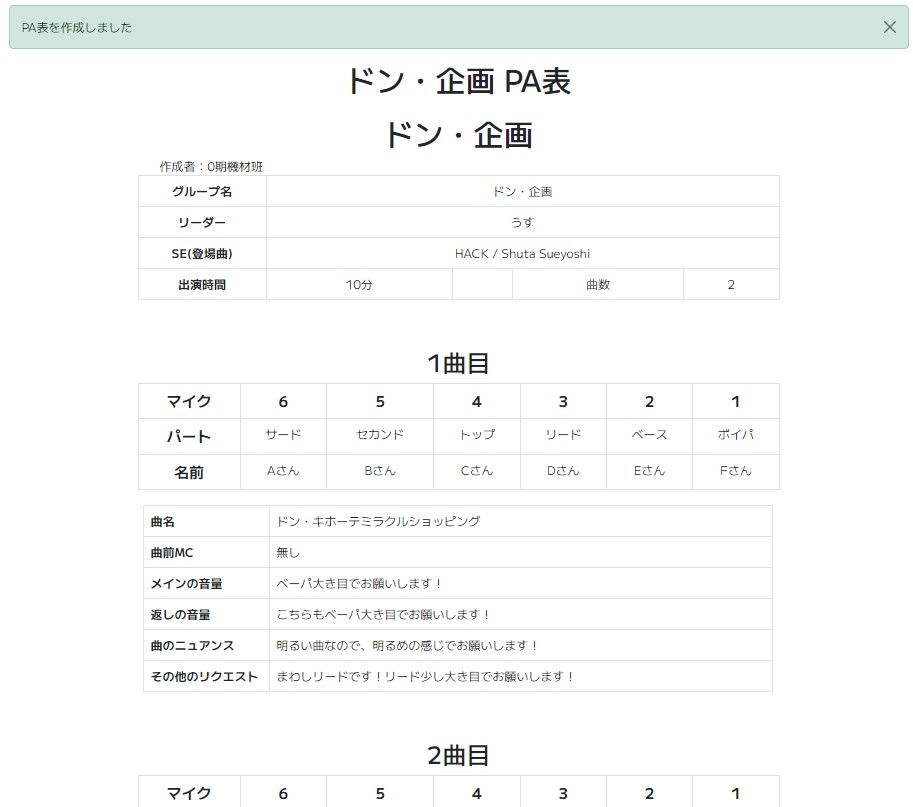 PA表を作成しました
ドン・企画 PA表
ドン・企画
作成者：0期機材班
グループ名 ドン・企画
リーダー うす
SE(登場曲) HACK / Shuta Sueyoshi
出演時間 10分 曲数 2
1曲目
マイク 6 5 4 3 2 1
パート サード セカンド トップ リード ベース ボイパ
名前 Aさん Bさん Cさん Dさん Eさん Fさん
曲名 ドン・キホーテミラクルショッピング
曲前MC 無し
メインの音量 ベーパ大き目でお願いします！
返しの音量 こちらもベーパ大き目でお願いします！
曲のニュアンス 明るい曲なので、明るめの感じでお願いします！
その他のリクエスト まわしリードです！リード少し大き目でお願いします！
2曲目
マイク 6 5 4 3 2 1